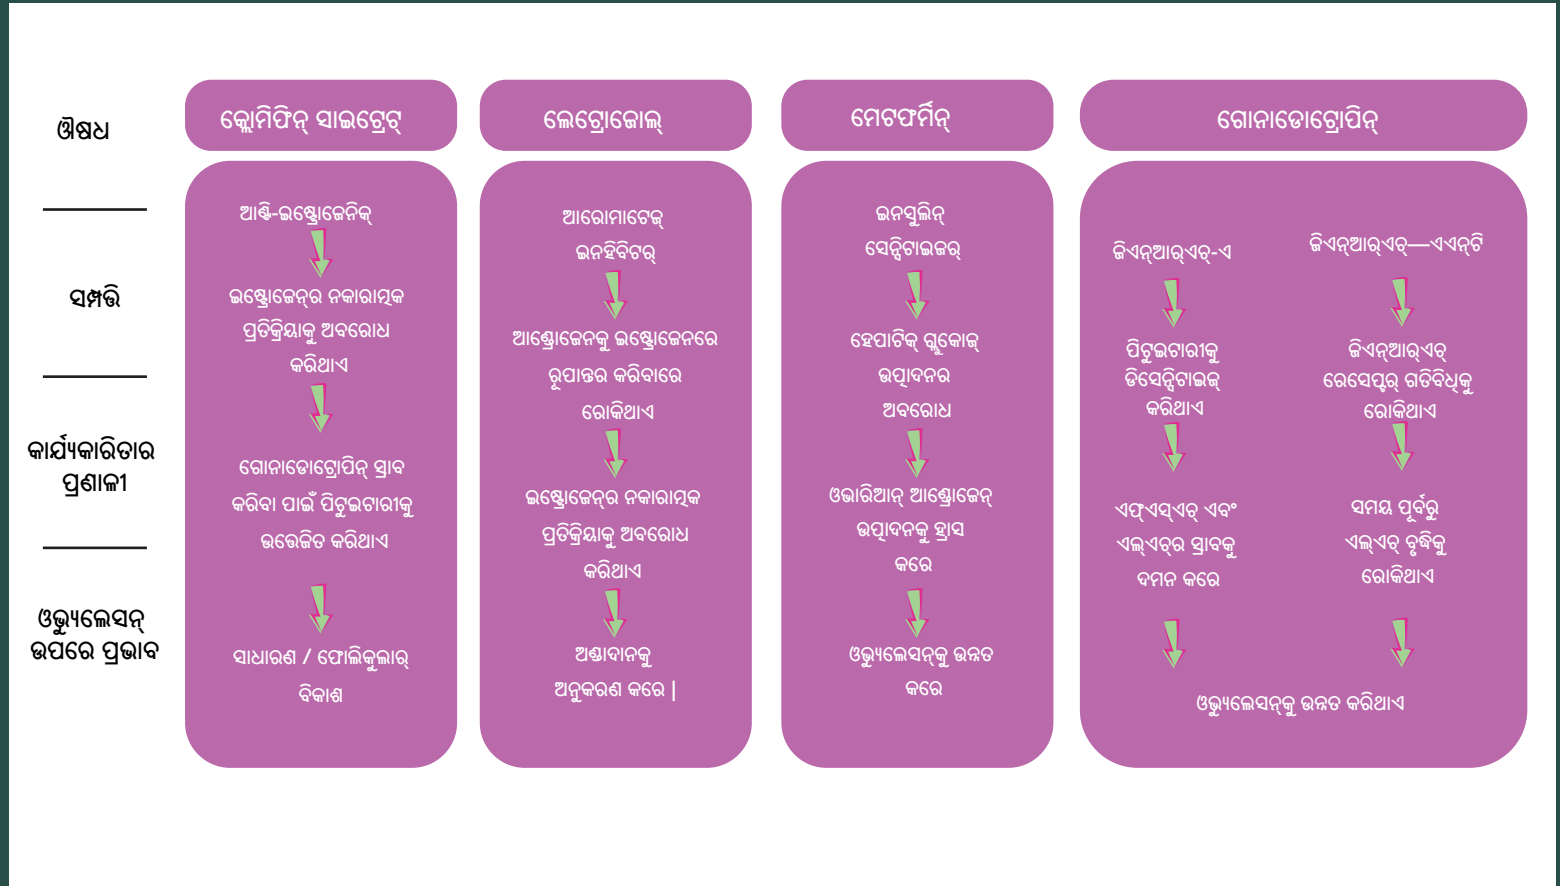 ଔଷଧ
ସମ୍ପତ୍ତି
କାର୍ଯ୍ୟକାରିତାର
ପ୍ରଣାଳୀ
ଓଭ୍ୟୁଲେସନ୍
ଉପରେ ପ୍ରଭାବ
କ୍ଲୋମିଫିନ୍ ସାଇଟ୍ରେଟ୍
ଆଣ୍ଟି-ଇଷ୍ଟ୍ରୋଜେନିକ୍
ଇଷ୍ଟ୍ରୋଜେନ୍‌ର ନକାରାତ୍ମକ
ପ୍ରତିକ୍ରିୟାକୁ ଅବରୋଧ
କରିଥାଏ
ଗୋନାଡୋଟ୍ରୋପିନ୍ ସ୍ରାବ
କରିବା ପାଇଁ ପିଟୁଇଟାରୀକୁ
ଉତ୍ତେଜିତ କରିଥାଏ
ସାଧାରଣ / ଫୋଲିକୁଲାର୍
ବିକାଶ
ଲେଟ୍ରୋଜୋଲ୍
ଆରୋମାଟେଜ୍
ଇନହିବିଟର୍
ଆଣ୍ଡ୍ରୋଜେନକୁ ଇଷ୍ଟ୍ରୋଜେନରେ
ରୂପାନ୍ତର କରିବାରେ
ରୋକିଥାଏ
ଇଷ୍ଟ୍ରୋଜେନ୍‌ର ନକାରାତ୍ମକ
ପ୍ରତିକ୍ରିୟାକୁ ଅବରୋଧ
କରିଥାଏ
ଅଣ୍ଡାଦାନକୁ
ଅନୁକରଣ କରେ |
ମେଟଫର୍ମିନ୍
ଇନସୁଲିନ୍
ସେନ୍ସିଟାଇଜର୍
ହେପାଟିକ୍ ଗ୍ଲୁକୋଜ୍
ଉତ୍ପାଦନର
ଅବରୋଧ
ଓଭାରିଆନ୍ ଆଣ୍ଡ୍ରୋଜେନ୍
ଉତ୍ପାଦନକୁ ହ୍ରାସ
କରେ
ଓଭ୍ୟୁଲେସନ୍‌କୁ ଉନ୍ନତ
କରେ
ଗୋନାଡୋଟ୍ରୋପିନ୍
ଜିଏନ୍ଆର୍ଏଚ୍-ଏ
ପିଟୁଇଟାରୀକୁ
ଡିସେନ୍ସିଟାଇଜ୍
କରିଥାଏ
ଏଫ୍ଏସ୍ଏଚ୍ ଏବଂ
ଏଲ୍ଏଚ୍‌ର ସ୍ରାବକୁ
ଦମନ କରେ
ଜିଏନ୍ଆର୍ଏଚ୍—ଏଏନ୍‌ଟି
ଜିଏନ୍ଆର୍ଏଚ୍
ରେସେପ୍ଟର୍ ଗତିବିଧିକୁ
ରୋକିଥାଏ
ସମୟ ପୂର୍ବରୁ
ଏଲ୍ଏଚ୍ ବୃଦ୍ଧିକୁ
ରୋକିଥାଏ
ଓଭ୍ୟୁଲେସନ୍‌କୁ ଉନ୍ନତ କରିଥାଏ